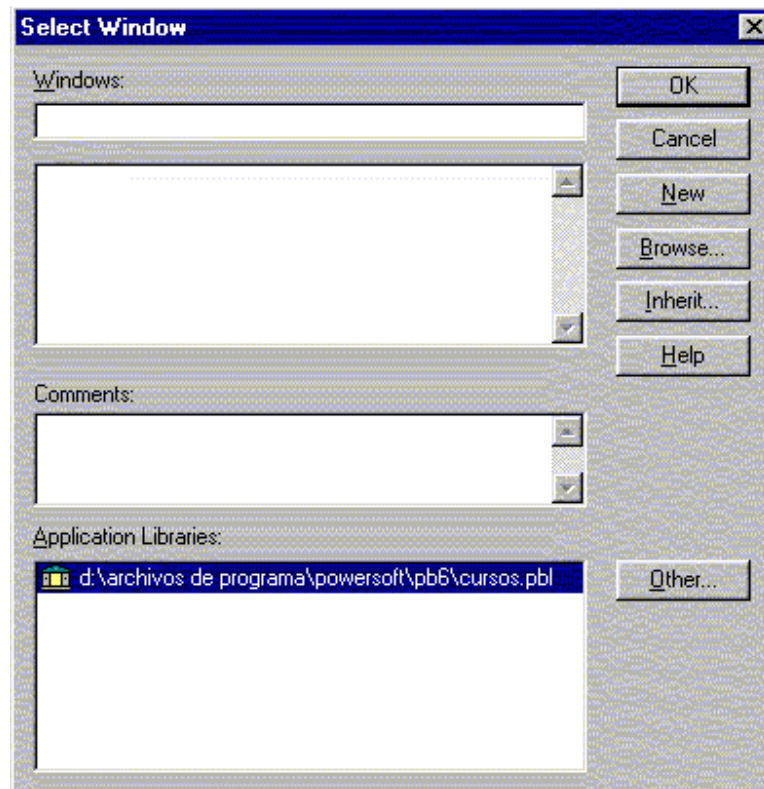 Select Window
Windows:
OK
Cancel
New
Browse...
Inherit...
Help
Comments:
Application Libraries:
d:\archivos de programa\powersoft\pb6\cursos.pbl
Other...